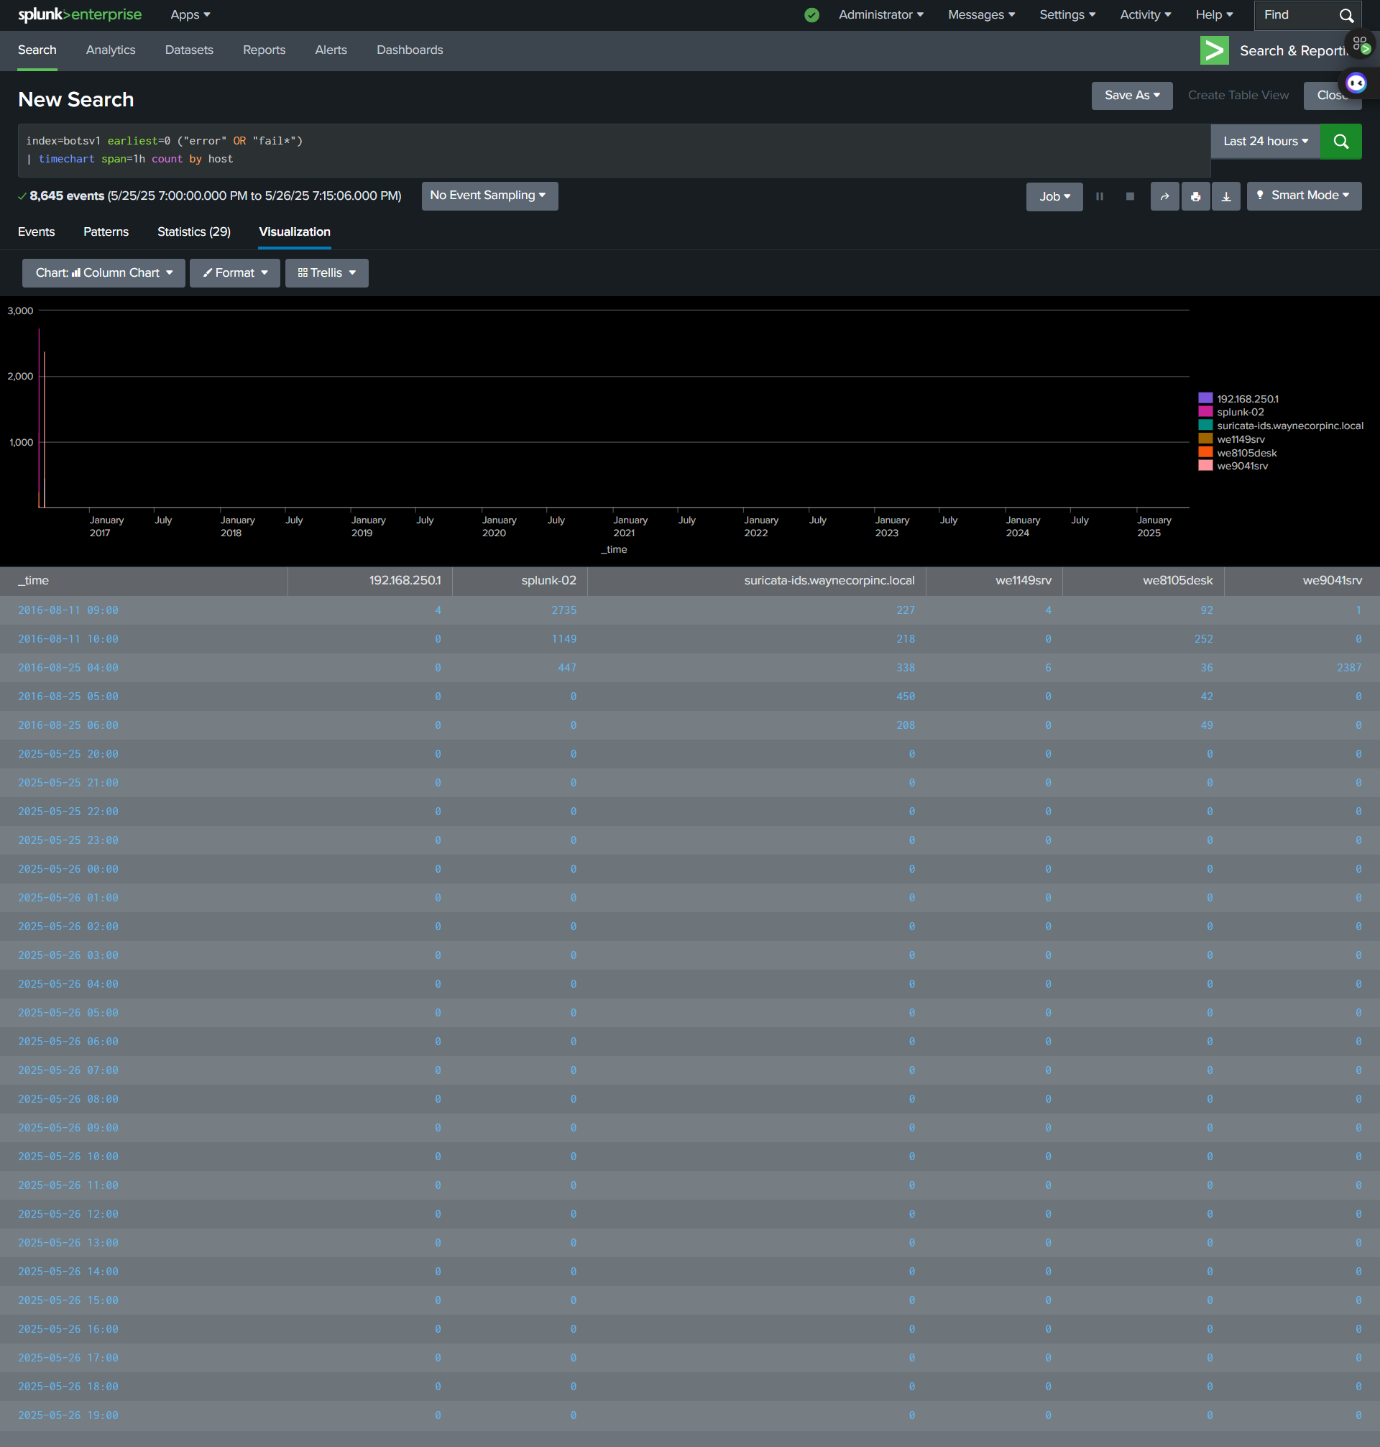 splunk>enterprise Apps Administrator Messages Settings Activity Help Find
Search Analytics Datasets Reports Alerts Dashboards Search & Reporti
New Search Save As Create Table View Close
index=botsv1 earliest=0 ("error" OR "fail*")
| timechart span=1h count by host
Last 24 hours
8,645 events (5/25/25 7:00:00.000 PM to 5/26/25 7:15:06.000 PM) No Event Sampling Job Smart Mode
Events Patterns Statistics (29) Visualization
Chart: Column Chart Format Trellis
3,000
2,000
1,000
192.168.250.1
splunk-02
suricata-ids.waynecorpinc.local
we1149srv
we8105desk
we9041srv
January July January July January July January July January July January July January July January July January
2017 2018 2019 2020 2021 2022 2023 2024 2025
_time
_time 192.168.250.1 splunk-02 suricata-ids.waynecorpinc.local we1149srv we8105desk we9041srv
2016-08-11 09:00 4 2735 227 4 92 1
2016-08-11 10:00 0 1149 218 0 252 0
2016-08-25 04:00 0 447 338 6 36 2387
2016-08-25 05:00 0 0 450 0 42 0
2016-08-25 06:00 0 0 208 0 49 0
2025-05-25 20:00 0 0 0 0 0 0
2025-05-25 21:00 0 0 0 0 0 0
2025-05-25 22:00 0 0 0 0 0 0
2025-05-25 23:00 0 0 0 0 0 0
2025-05-26 00:00 0 0 0 0 0 0
2025-05-26 01:00 0 0 0 0 0 0
2025-05-26 02:00 0 0 0 0 0 0
2025-05-26 03:00 0 0 0 0 0 0
2025-05-26 04:00 0 0 0 0 0 0
2025-05-26 05:00 0 0 0 0 0 0
2025-05-26 06:00 0 0 0 0 0 0
2025-05-26 07:00 0 0 0 0 0 0
2025-05-26 08:00 0 0 0 0 0 0
2025-05-26 09:00 0 0 0 0 0 0
2025-05-26 10:00 0 0 0 0 0 0
2025-05-26 11:00 0 0 0 0 0 0
2025-05-26 12:00 0 0 0 0 0 0
2025-05-26 13:00 0 0 0 0 0 0
2025-05-26 14:00 0 0 0 0 0 0
2025-05-26 15:00 0 0 0 0 0 0
2025-05-26 16:00 0 0 0 0 0 0
2025-05-26 17:00 0 0 0 0 0 0
2025-05-26 18:00 0 0 0 0 0 0
2025-05-26 19:00 0 0 0 0 0 0